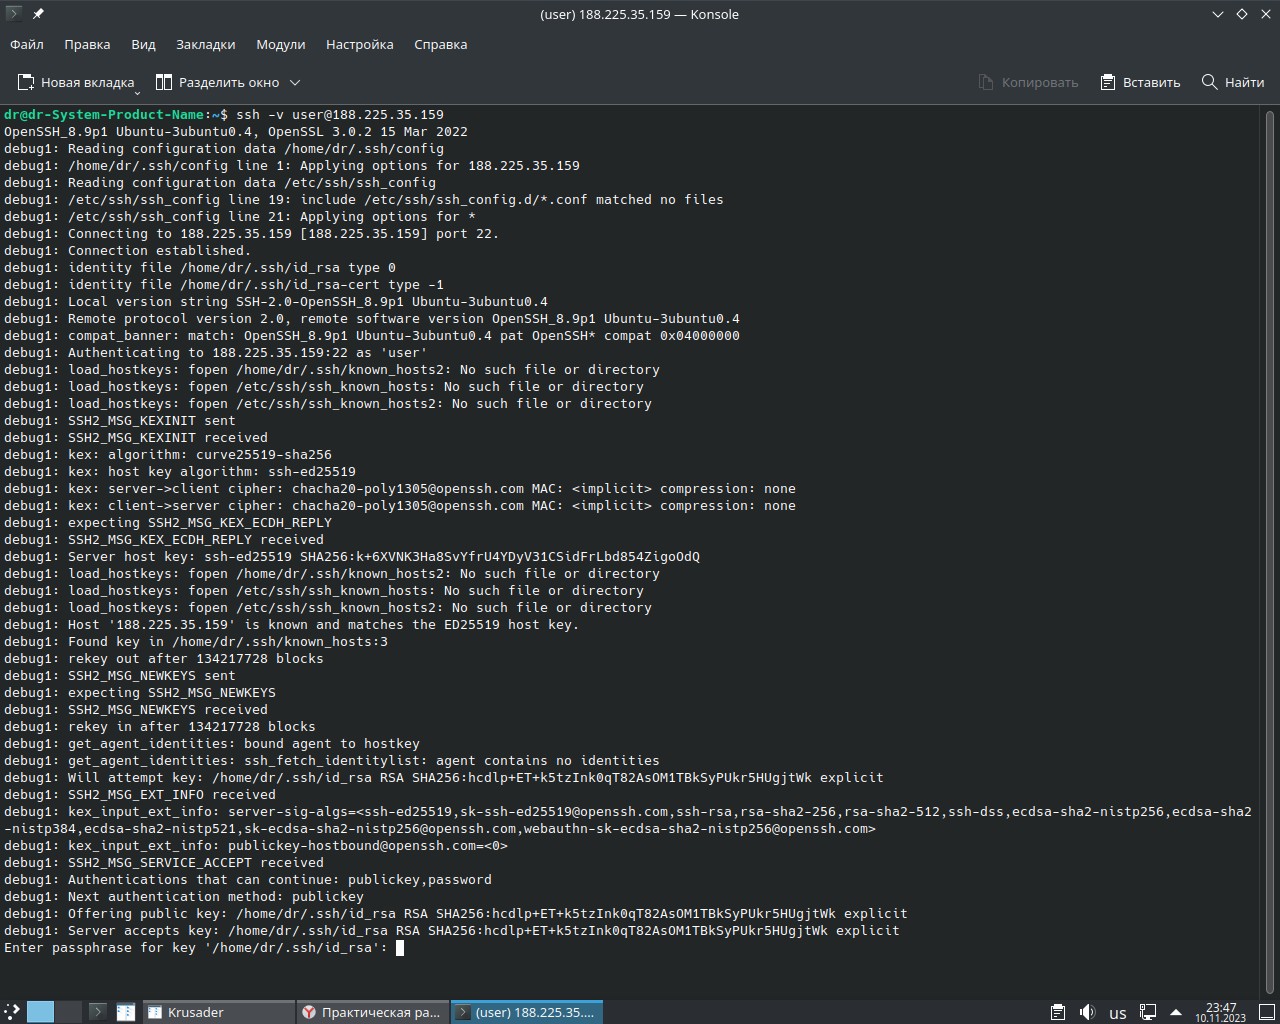 (user) 188.225.35.159 — Konsole
Файл Правка Вид Закладки Модули Настройка Справка
Новая вкладка Разделить окно Копировать Вставить Найти
dr@dr-System-Product-Name:~$ ssh -v user@188.225.35.159
OpenSSH_8.9p1 Ubuntu-3ubuntu0.4, OpenSSL 3.0.2 15 Mar 2022
debug1: Reading configuration data /home/dr/.ssh/config
debug1: /home/dr/.ssh/config line 1: Applying options for 188.225.35.159
debug1: Reading configuration data /etc/ssh/ssh_config
debug1: /etc/ssh/ssh_config line 19: include /etc/ssh/ssh_config.d/*.conf matched no files
debug1: /etc/ssh/ssh_config line 21: Applying options for *
debug1: Connecting to 188.225.35.159 [188.225.35.159] port 22.
debug1: Connection established.
debug1: identity file /home/dr/.ssh/id_rsa type 0
debug1: identity file /home/dr/.ssh/id_rsa-cert type -1
debug1: Local version string SSH-2.0-OpenSSH_8.9p1 Ubuntu-3ubuntu0.4
debug1: Remote protocol version 2.0, remote software version OpenSSH_8.9p1 Ubuntu-3ubuntu0.4
debug1: compat_banner: match: OpenSSH_8.9p1 Ubuntu-3ubuntu0.4 pat OpenSSH* compat 0x04000000
debug1: Authenticating to 188.225.35.159:22 as 'user'
debug1: load_hostkeys: fopen /home/dr/.ssh/known_hosts2: No such file or directory
debug1: load_hostkeys: fopen /etc/ssh/ssh_known_hosts: No such file or directory
debug1: load_hostkeys: fopen /etc/ssh/ssh_known_hosts2: No such file or directory
debug1: SSH2_MSG_KEXINIT sent
debug1: SSH2_MSG_KEXINIT received
debug1: kex: algorithm: curve25519-sha256
debug1: kex: host key algorithm: ssh-ed25519
debug1: kex: server->client cipher: chacha20-poly1305@openssh.com MAC: <implicit> compression: none
debug1: kex: client->server cipher: chacha20-poly1305@openssh.com MAC: <implicit> compression: none
debug1: expecting SSH2_MSG_KEX_ECDH_REPLY
debug1: SSH2_MSG_KEX_ECDH_REPLY received
debug1: Server host key: ssh-ed25519 SHA256:k+6XVNK3Ha8SvYfrU4YDyV31CSidFrLbd854ZigoOdQ
debug1: load_hostkeys: fopen /home/dr/.ssh/known_hosts2: No such file or directory
debug1: load_hostkeys: fopen /etc/ssh/ssh_known_hosts: No such file or directory
debug1: load_hostkeys: fopen /etc/ssh/ssh_known_hosts2: No such file or directory
debug1: Host '188.225.35.159' is known and matches the ED25519 host key.
debug1: Found key in /home/dr/.ssh/known_hosts:3
debug1: rekey out after 134217728 blocks
debug1: SSH2_MSG_NEWKEYS sent
debug1: expecting SSH2_MSG_NEWKEYS
debug1: SSH2_MSG_NEWKEYS received
debug1: rekey in after 134217728 blocks
debug1: get_agent_identities: bound agent to hostkey
debug1: get_agent_identities: ssh_fetch_identitylist: agent contains no identities
debug1: Will attempt key: /home/dr/.ssh/id_rsa RSA SHA256:hcdlp+ET+k5tzInk0qT82AsOM1TBkSyPUkr5HUgjtWk explicit
debug1: SSH2_MSG_EXT_INFO received
debug1: kex_input_ext_info: server-sig-algs=<ssh-ed25519,sk-ssh-ed25519@openssh.com,ssh-rsa,rsa-sha2-256,rsa-sha2-512,ssh-dss,ecdsa-sha2-nistp256,ecdsa-sha2
-nistp384,ecdsa-sha2-nistp521,sk-ecdsa-sha2-nistp256@openssh.com,webauthn-sk-ecdsa-sha2-nistp256@openssh.com>
debug1: kex_input_ext_info: publickey-hostbound@openssh.com=<0>
debug1: SSH2_MSG_SERVICE_ACCEPT received
debug1: Authentications that can continue: publickey,password
debug1: Next authentication method: publickey
debug1: Offering public key: /home/dr/.ssh/id_rsa RSA SHA256:hcdlp+ET+k5tzInk0qT82AsOM1TBkSyPUkr5HUgjtWk explicit
debug1: Server accepts key: /home/dr/.ssh/id_rsa RSA SHA256:hcdlp+ET+k5tzInk0qT82AsOM1TBkSyPUkr5HUgjtWk explicit
Enter passphrase for key '/home/dr/.ssh/id_rsa':
Krusader Практическая ра... (user) 188.225.35.... us 23:47
10.11.2023